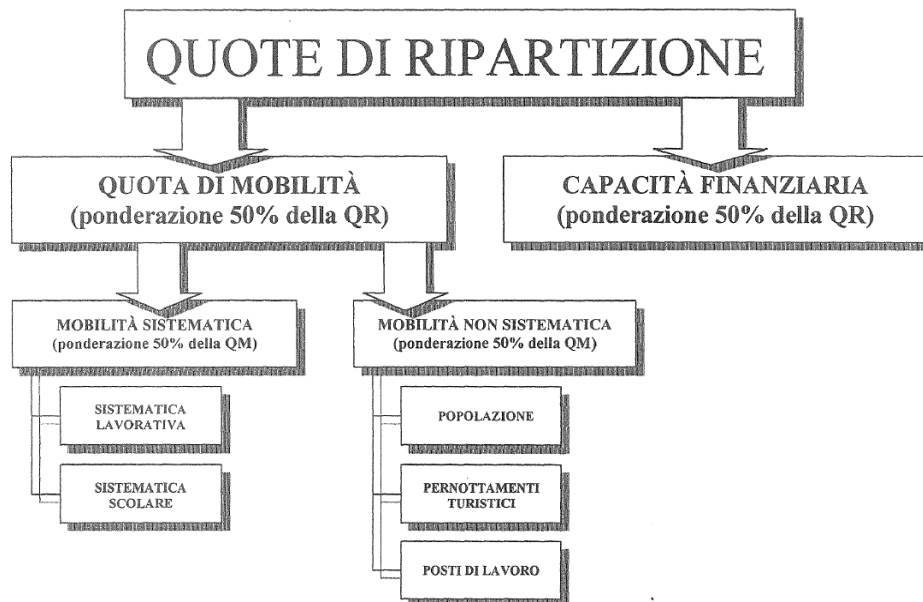 QUOTE DI RIPARTIZIONE
QUOTA DI MOBILITÀ
(ponderazione 50% della QR)
CAPACITÀ FINANZIARIA
(ponderazione 50% della QR)
MOBILITÀ SISTEMATICA
(ponderazione 50% della QM)
MOBILITÀ NON SISTEMATICA
(ponderazione 50% della QM)
SISTEMATICA
LAVORATIVA
SISTEMATICA
SCOLARE
POPOLAZIONE
PERNOTTAMENTI
TURISTICI
POSTI DI LAVORO